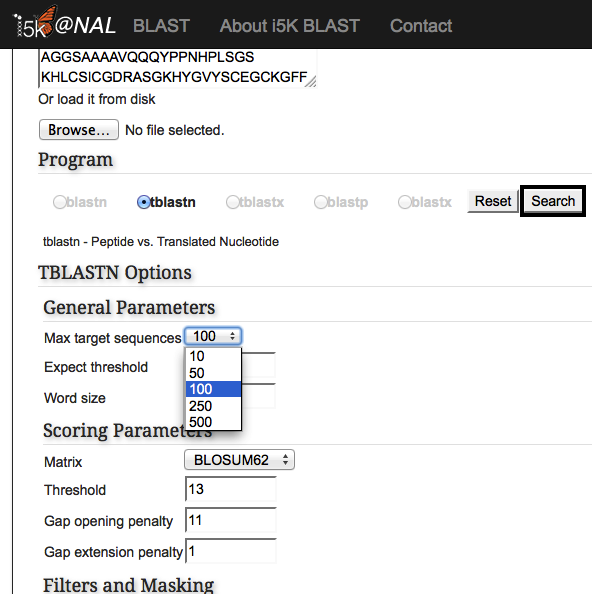 i5k @NAL BLAST About i5K BLAST Contact
AGGSAAAAVQQQYPPNHPLSGS
KHLCSICGDRASGKHYGVYSCEGCKGFF
Or load it from disk
Browse... No file selected.
Program
blastn tblastn tblastx blastp blastx Reset Search
tblastn - Peptide vs. Translated Nucleotide
TBLASTN Options
General Parameters
Max target sequences 100
10
Expect threshold
50
100
Word size
250
500
Scoring Parameters
Matrix BLOSUM62
Threshold 13
Gap opening penalty 11
Gap extension penalty 1
Filters and Masking